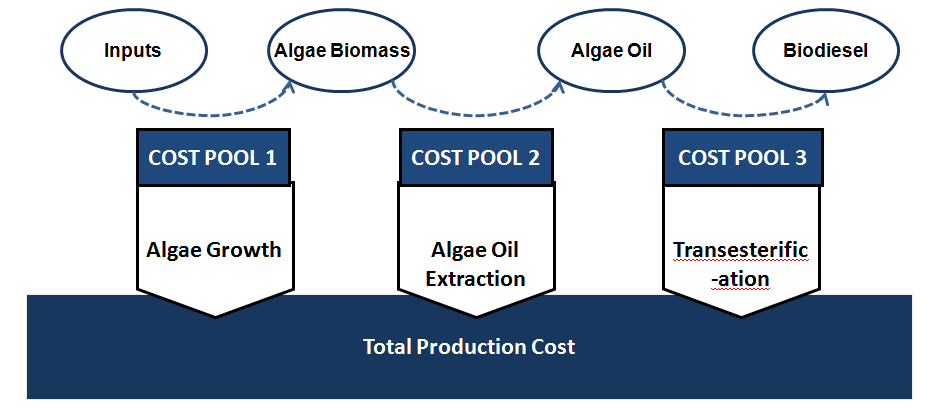 Inputs
Algae Biomass
Algae Oil
Biodiesel
COST POOL 1
COST POOL 2
COST POOL 3
Algae Growth
Algae Oil
Extraction
Transesterific
-ation
Total Production Cost